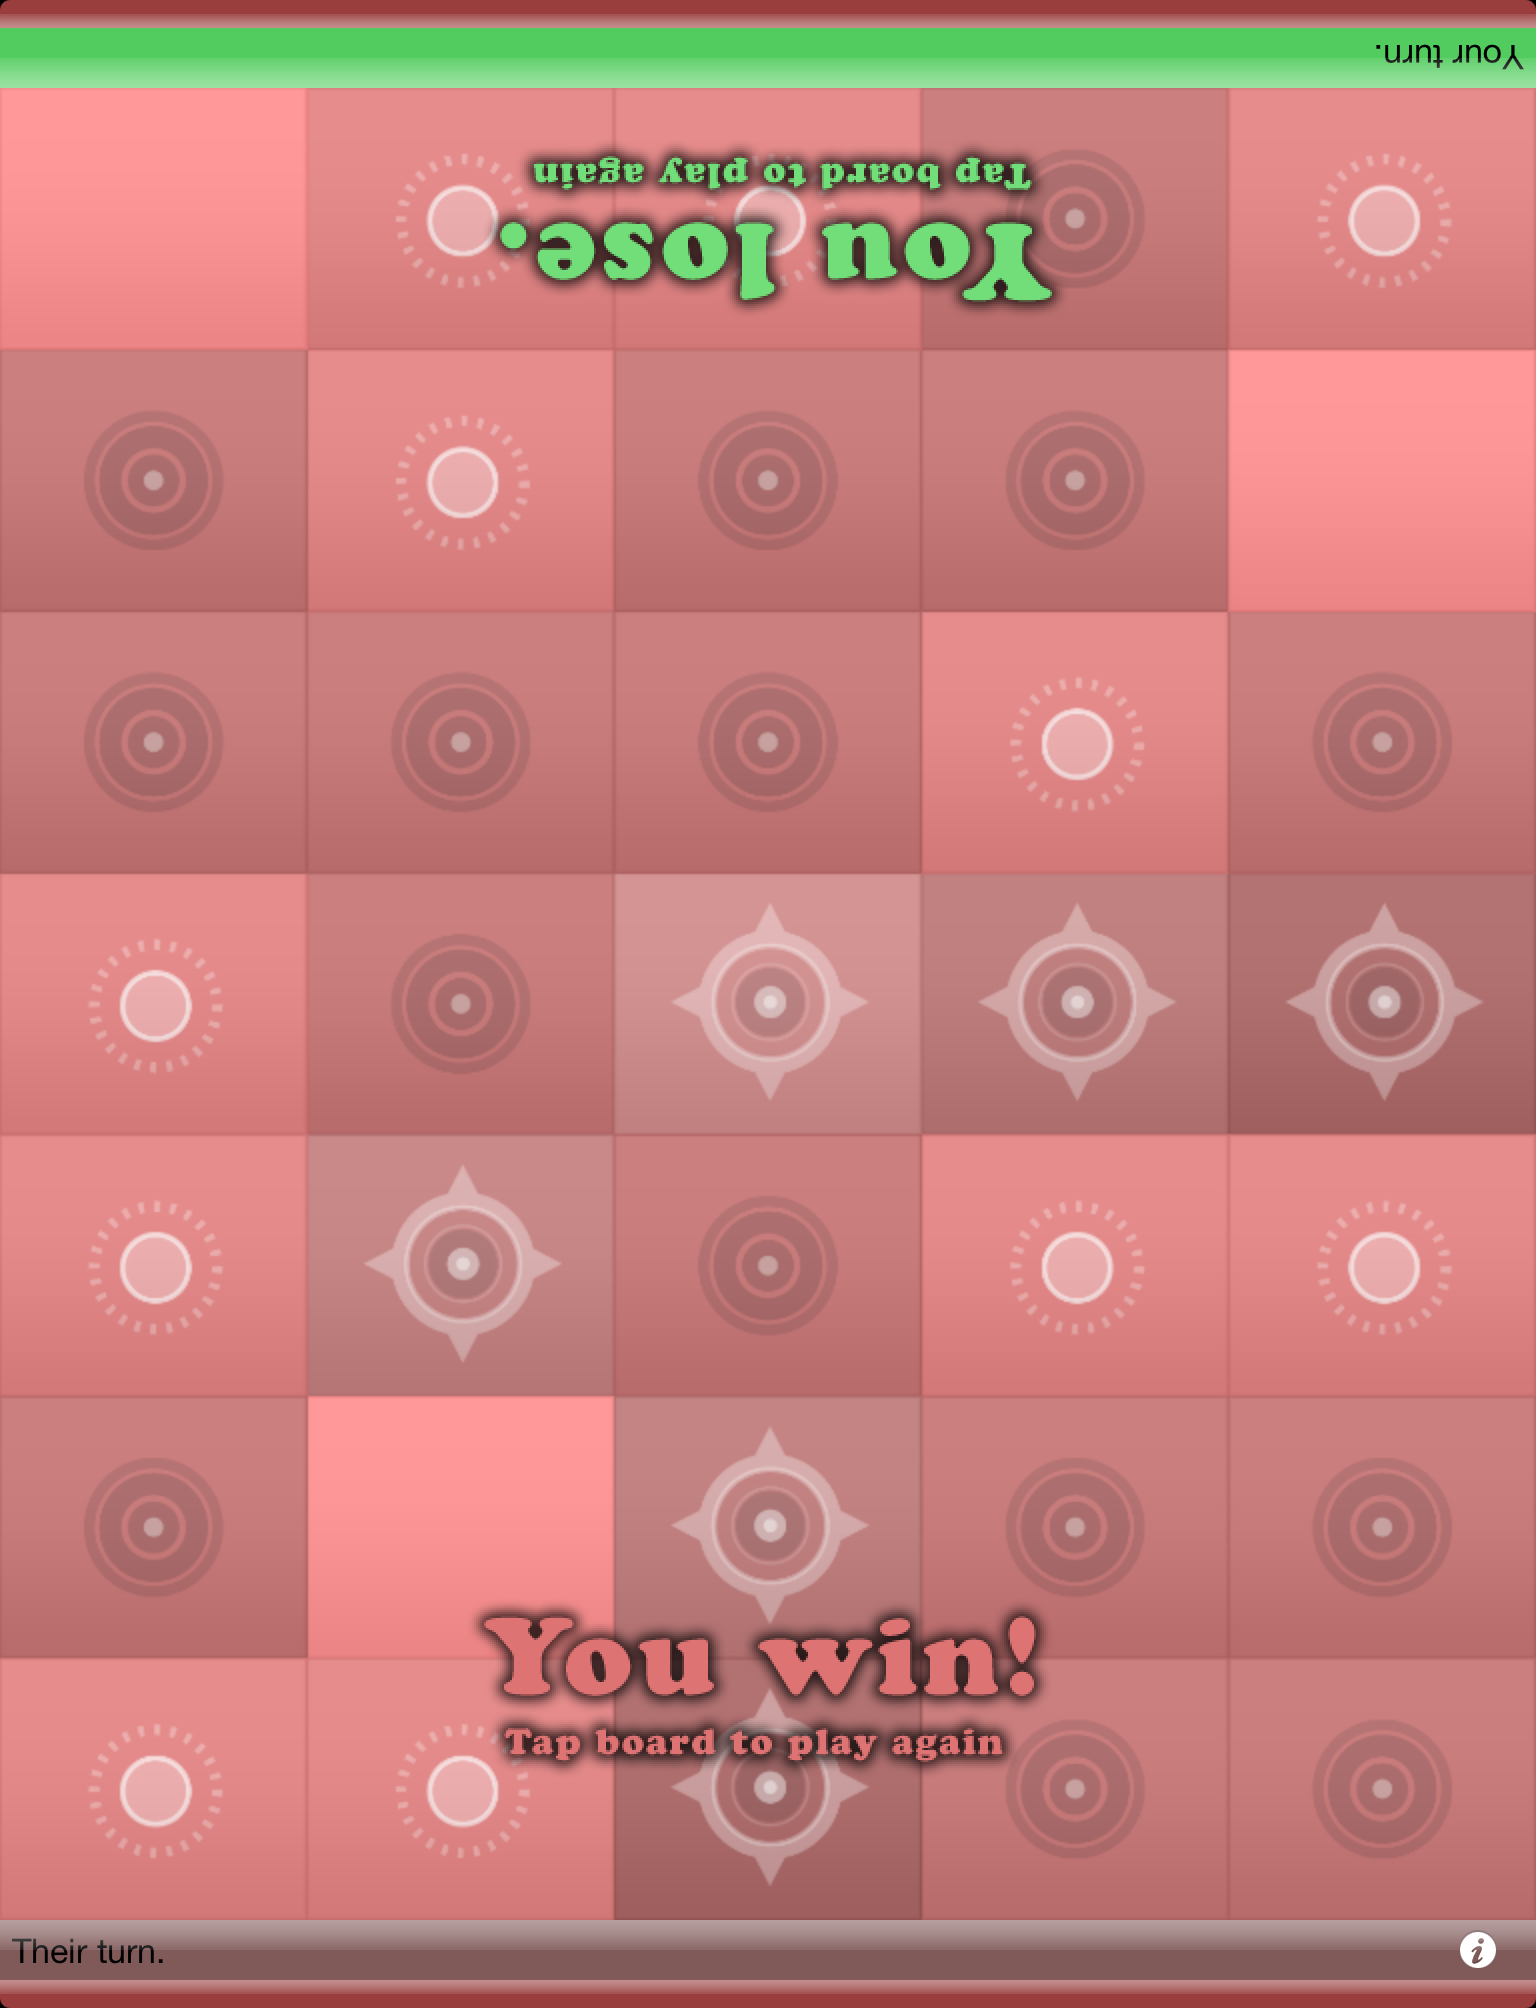 Your turn.
Tap board to play again
You lose.
You win!
Tap board to play again
Their turn.
i